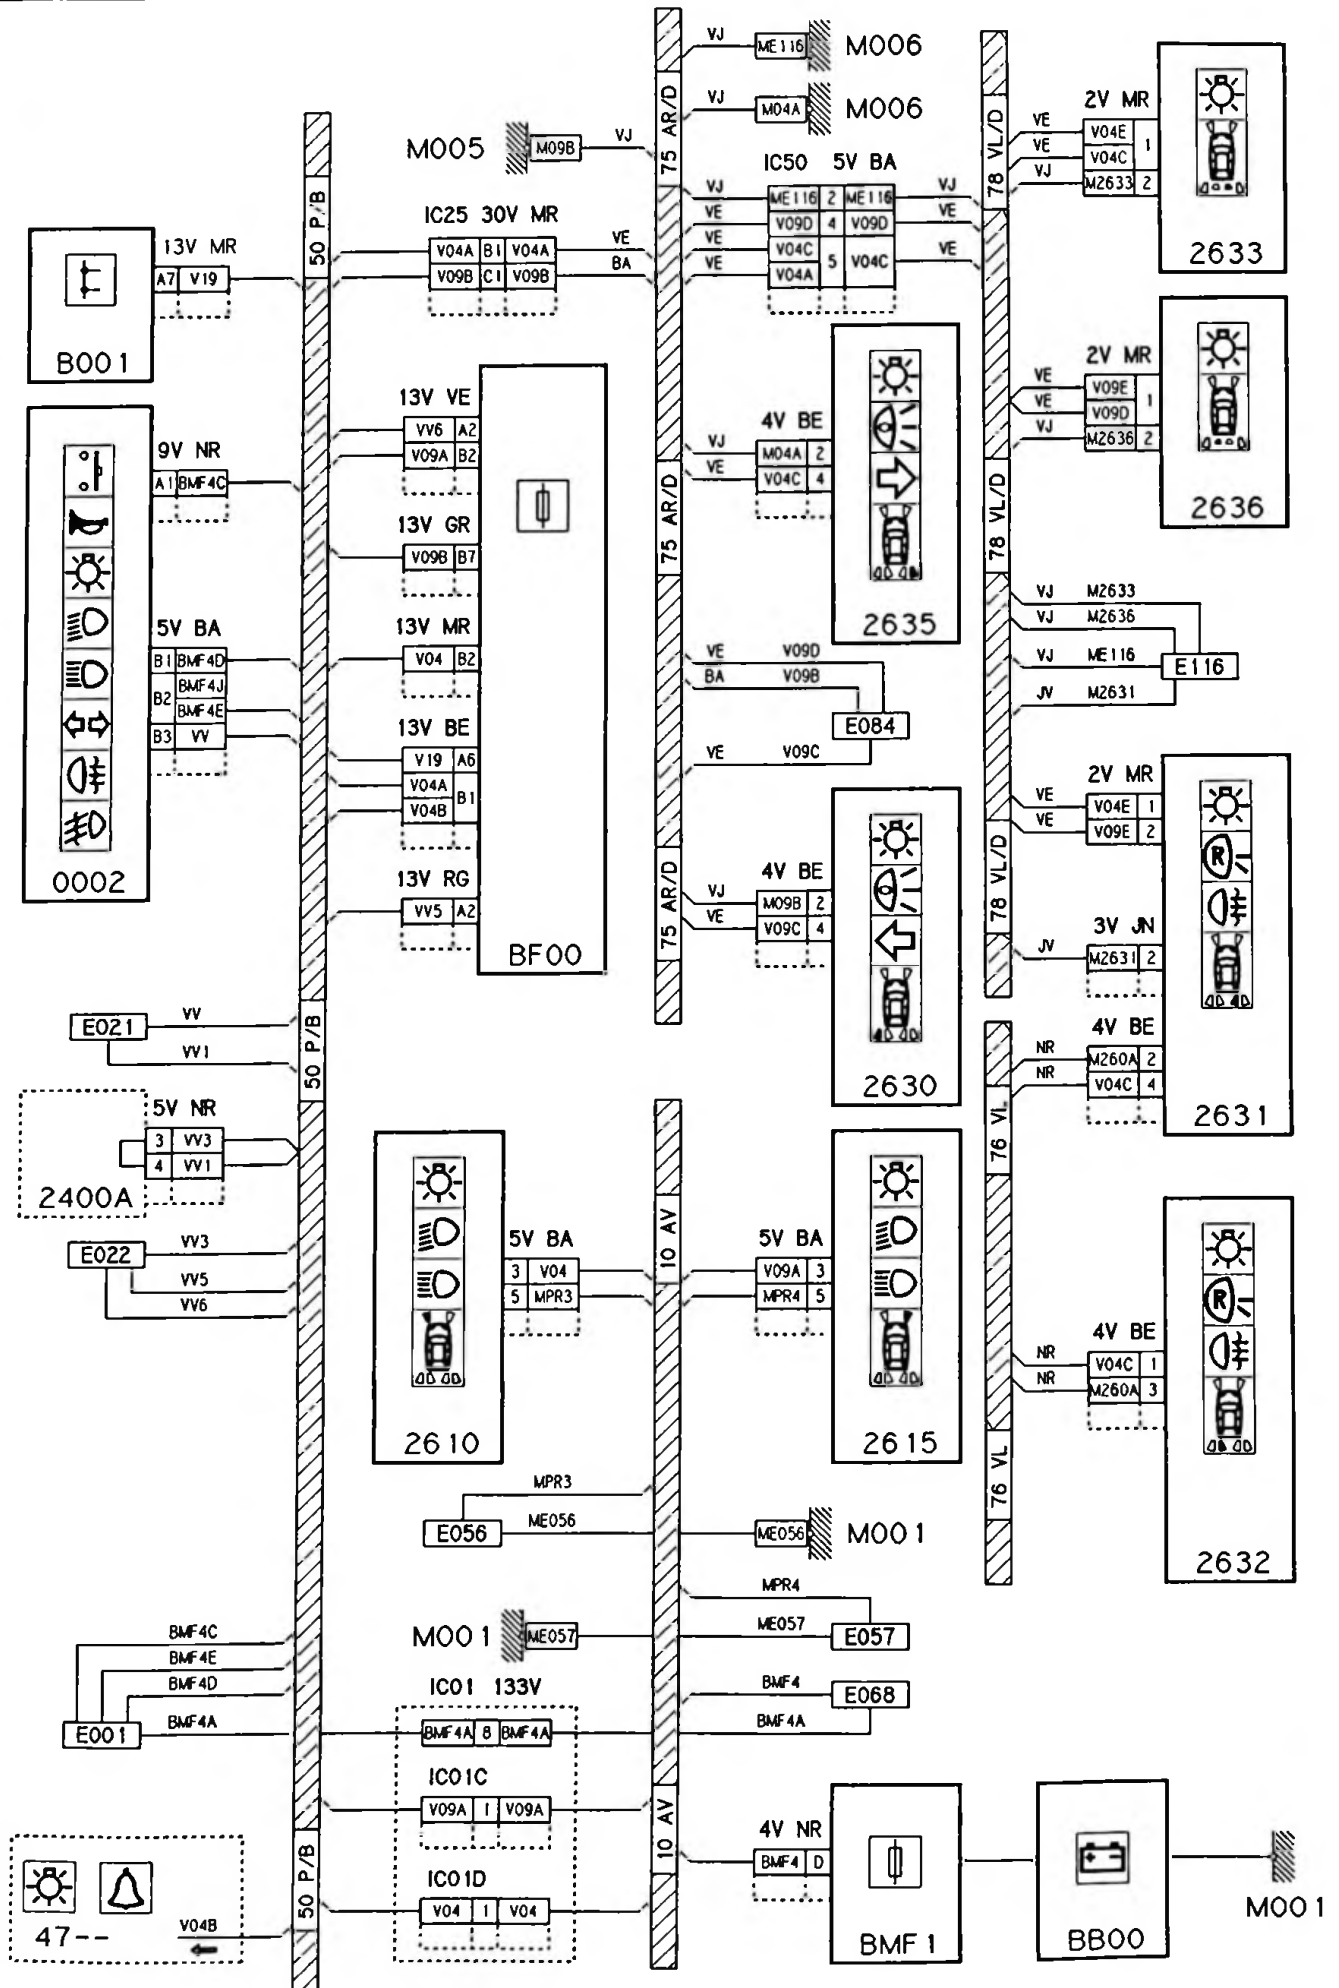 VJ ME116 M006
VJ M04A M006
M005 M09B VJ
75 AR/D
78 VL/D
50 P/B
2V MR
VE V04E 1
VE V04C
VJ M2633 2
2633
IC50 5V BA
VJ ME116 2 ME116 VJ
VE V09D 4 V09D VE
VE V04C 5 V04C VE
VE V04A
IC25 30V MR
V04A B1 V04A VE
V09B C1 V09B BA
13V MR
A7 V19
B001
2V MR
VE V09E 1
VE V09D
VJ M2636 2
2636
13V VE
VV6 A2
V09A B2
13V GR
V09B B7
13V MR
V04 B2
13V BE
V19 A6
V04A B1
V04B
13V RG
VV5 A2
BF00
9V NR
A1 BMF4C
5V BA
B1 BMF4D
B2 BMF4J
BMF4E
B3 VV
0002
4V BE
VJ M04A 2
VE V04C 4
2635
75 AR/D
78 VL/D
VJ M2633
VJ M2636
VJ ME116 E116
JV M2631
VE V09D
BA V09B
E084
VE V09C
4V BE
VJ M09B 2
VE V09C 4
2630
75 AR/D
2V MR
VE V04E 1
VE V09E 2
3V JN
JV M2631 2
4V BE
NR M260A 2
NR V04C 4
2631
78 VL/D
76 VL
E021 VV
VV1
50 P/B
5V NR
3 VV3
4 VV1
2400A
E022 VV3
VV5
VV6
5V BA
3 V04
5 MPR3
2610
10 AV
5V BA
V09A 3
MPR4 5
2615
4V BE
NR V04C 1
NR M260A 3
2632
76 VL
MPR3
E056 ME056 ME056 M001
MPR4
M001 ME057 ME057 E057
BMF4C
BMF4E
BMF4D
E001 BMF4A
IC01 133V
BMF4A 8 BMF4A
BMF4 E068
BMF4A
IC01C
V09A 1 V09A
IC01D
V04 1 V04
10 AV
50 P/B
47-- V04B
4V NR
BMF4 D
BMF1
BB00
M001